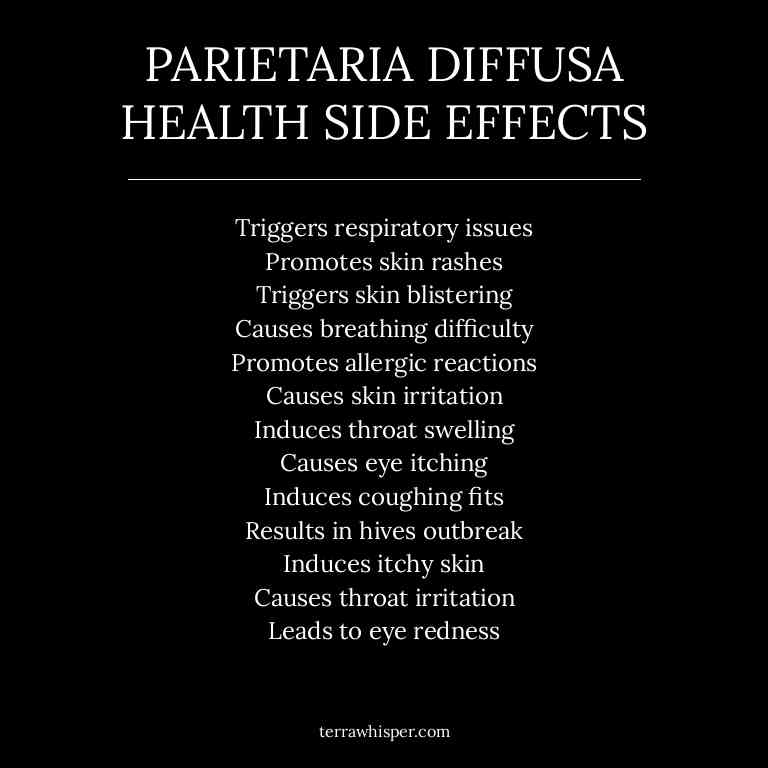 PARIETARIA DIFFUSA
HEALTH SIDE EFFECTS
Triggers respiratory issues
Promotes skin rashes
Triggers skin blistering
Causes breathing difficulty
Promotes allergic reactions
Causes skin irritation
Induces throat swelling
Causes eye itching
Induces coughing fits
Results in hives outbreak
Induces itchy skin
Causes throat irritation
Leads to eye redness
terrawhisper.com